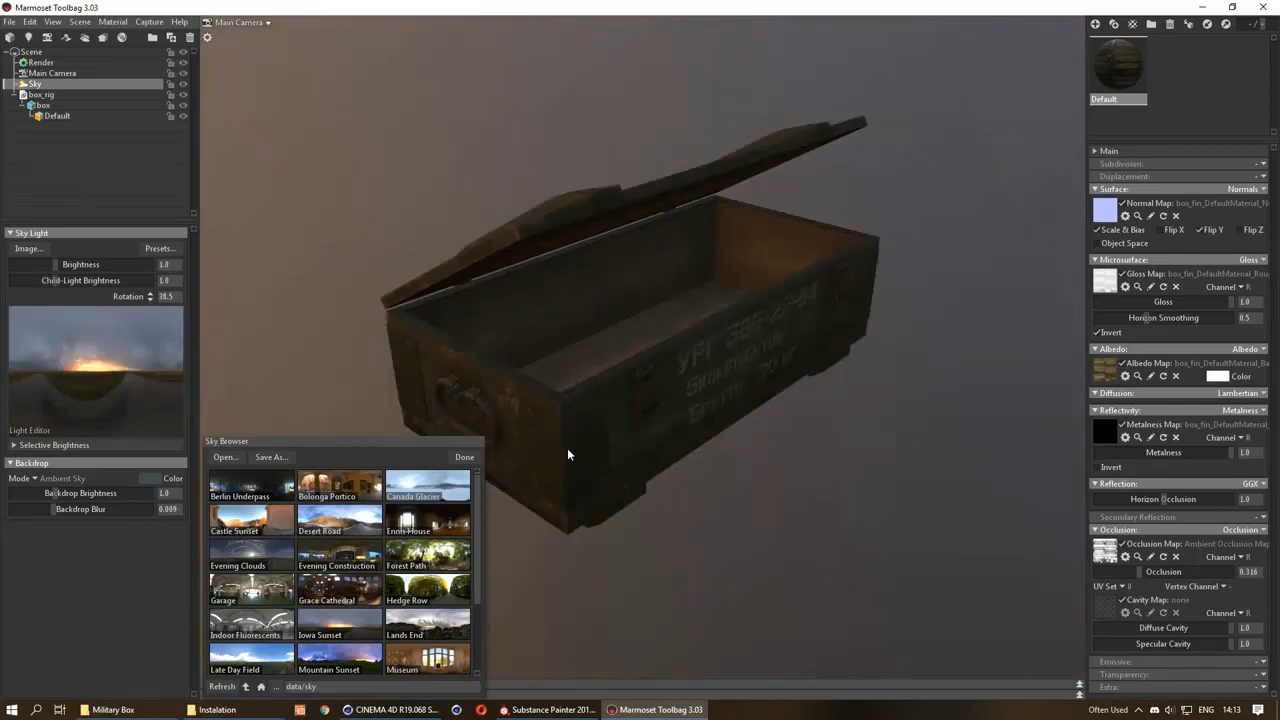 Marmoset Toolbag 3.03
File Edit View Scene Material Capture Help
Main Camera
Scene
Render
Main Camera
Sky
box_rig
box
Default
Sky Light
Image... Presets...
Brightness 1.0
Child-Light Brightness 1.0
Rotation 38.5
Light Editor
Selective Brightness
Backdrop
Mode Ambient Sky Color
Backdrop Brightness 1.0
Backdrop Blur 0.009
Sky Browser
Open... Save As... Done
Berlin Underpass Bolonga Portico Canada Glacier
Castle Sunset Desert Road Ennis House
Evening Clouds Evening Construction Forest Path
Garage Grace Cathedral Hedge Row
Indoor Fluorescents Iowa Sunset Lands End
Late Day Field Mountain Sunset Museum
Refresh ... data/sky
Default
Main
Subdivision:
Displacement:
Surface: Normals
Normal Map: box_fin_DefaultMaterial_N
Scale & Bias Flip X Flip Y Flip Z
Object Space
Microsurface: Gloss
Gloss Map: box_fin_DefaultMaterial_Rou
Channel R
Gloss 1.0
Horizon Smoothing 0.5
Invert
Albedo: Albedo
Albedo Map: box_fin_DefaultMaterial_Ba
Color
Diffusion: Lambertian
Reflectivity: Metalness
Metalness Map: box_fin_DefaultMaterial_
Channel R
Metalness 1.0
Invert
Reflection: GGX
Horizon Occlusion 1.0
Secondary Reflection:
Occlusion: Occlusion
Occlusion Map: Ambient Occlusion Map
Channel R
Occlusion 0.316
UV Set 0 Vertex Channel -
Cavity Map: none
Channel R
Diffuse Cavity 1.0
Specular Cavity 1.0
Emissive:
Transparency:
Extra:
Military Box Installation CINEMA 4D R19.068 S... Substance Painter 201... Marmoset Toolbag 3.03 Often Used ENG 14:13